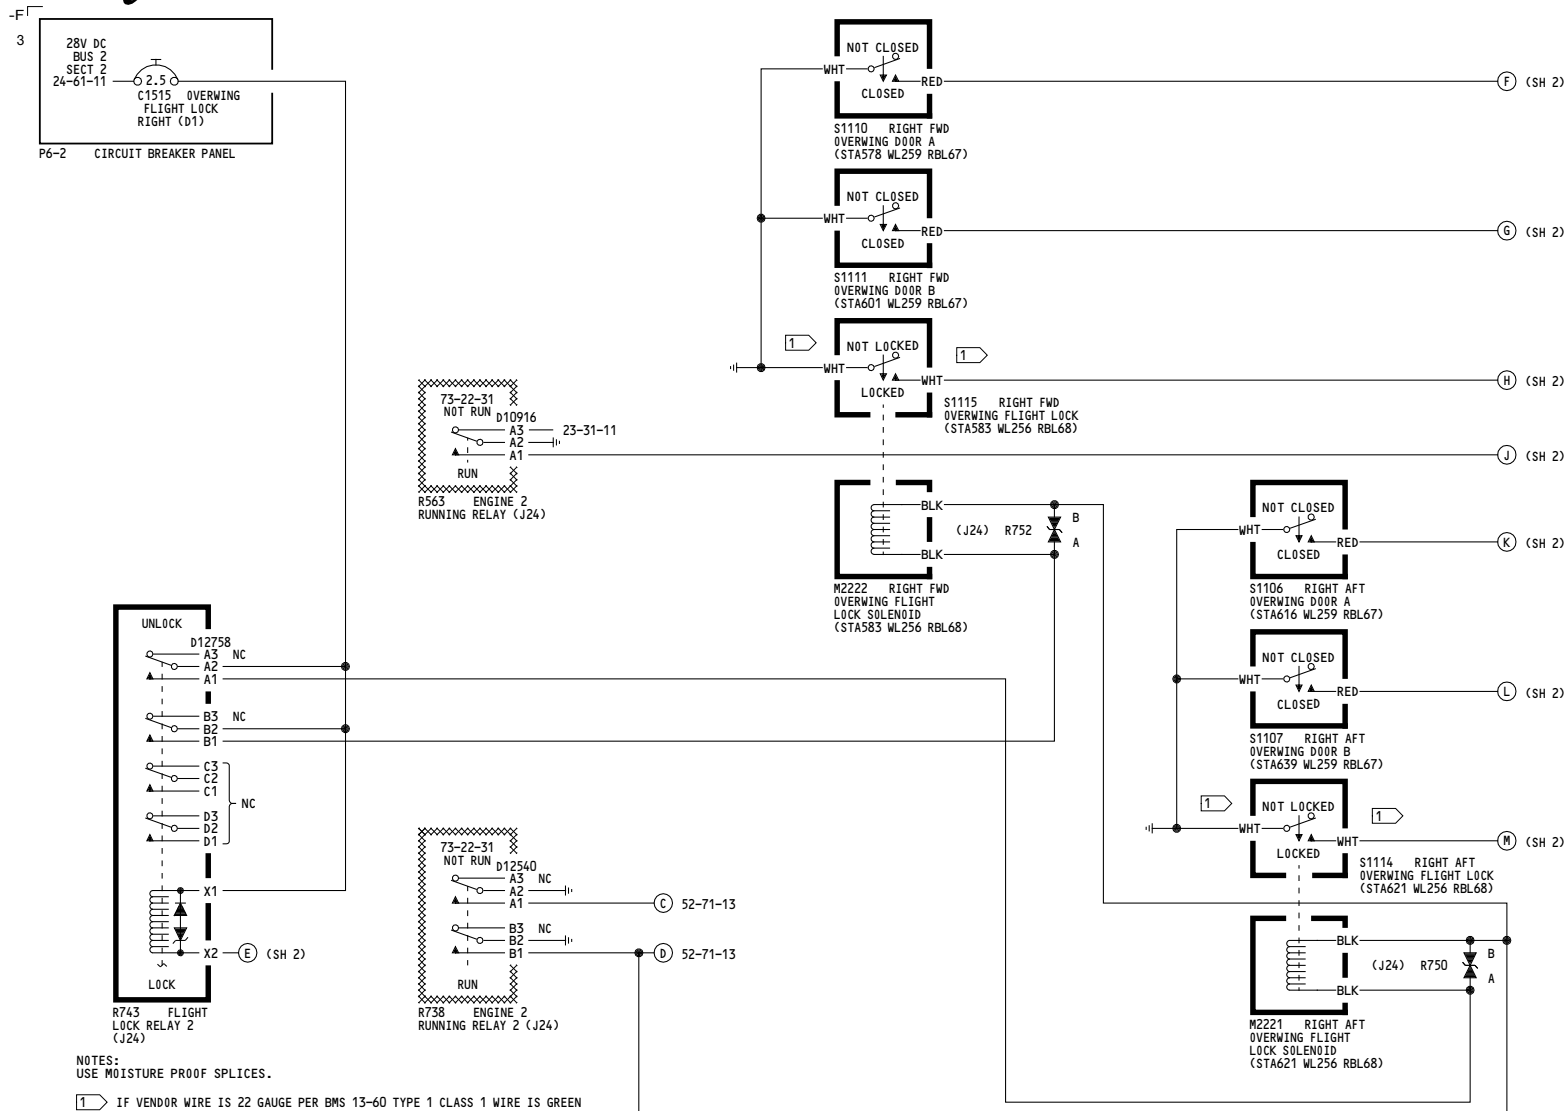 -F
3
28V DC
BUS 2
SECT 2
24-61-11
2.5
C1515 OVERWING
FLIGHT LOCK
RIGHT (D1)
P6-2 CIRCUIT BREAKER PANEL
NOT CLOSED
WHT
RED
CLOSED
S1110 RIGHT FWD
OVERWING DOOR A
(STA578 WL259 RBL67)
F (SH 2)
NOT CLOSED
WHT
RED
CLOSED
S1111 RIGHT FWD
OVERWING DOOR B
(STA601 WL259 RBL67)
G (SH 2)
1
NOT LOCKED
1
WHT
WHT
LOCKED
S1115 RIGHT FWD
OVERWING FLIGHT LOCK
(STA583 WL256 RBL68)
H (SH 2)
73-22-31
NOT RUN
D10916
A3 23-31-11
A2
A1
RUN
R563 ENGINE 2
RUNNING RELAY (J24)
J (SH 2)
BLK
(J24) R752
B
A
BLK
M2222 RIGHT FWD
OVERWING FLIGHT
LOCK SOLENOID
(STA583 WL256 RBL68)
NOT CLOSED
WHT
RED
CLOSED
S1106 RIGHT AFT
OVERWING DOOR A
(STA616 WL259 RBL67)
K (SH 2)
UNLOCK
D12758
A3 NC
A2
A1
B3 NC
B2
B1
C3
C2
C1
NC
D3
D2
D1
X1
X2
E (SH 2)
LOCK
R743 FLIGHT
LOCK RELAY 2
(J24)
NOT CLOSED
WHT
RED
CLOSED
S1107 RIGHT AFT
OVERWING DOOR B
(STA639 WL259 RBL67)
L (SH 2)
1
NOT LOCKED
1
WHT
WHT
LOCKED
S1114 RIGHT AFT
OVERWING FLIGHT LOCK
(STA621 WL256 RBL68)
M (SH 2)
73-22-31
NOT RUN
D12540
A3 NC
A2
A1
C 52-71-13
B3 NC
B2
B1
D 52-71-13
RUN
R738 ENGINE 2
RUNNING RELAY 2 (J24)
BLK
(J24) R750
B
A
BLK
M2221 RIGHT AFT
OVERWING FLIGHT
LOCK SOLENOID
(STA621 WL256 RBL68)
NOTES:
USE MOISTURE PROOF SPLICES.
1 IF VENDOR WIRE IS 22 GAUGE PER BMS 13-60 TYPE 1 CLASS 1 WIRE IS GREEN